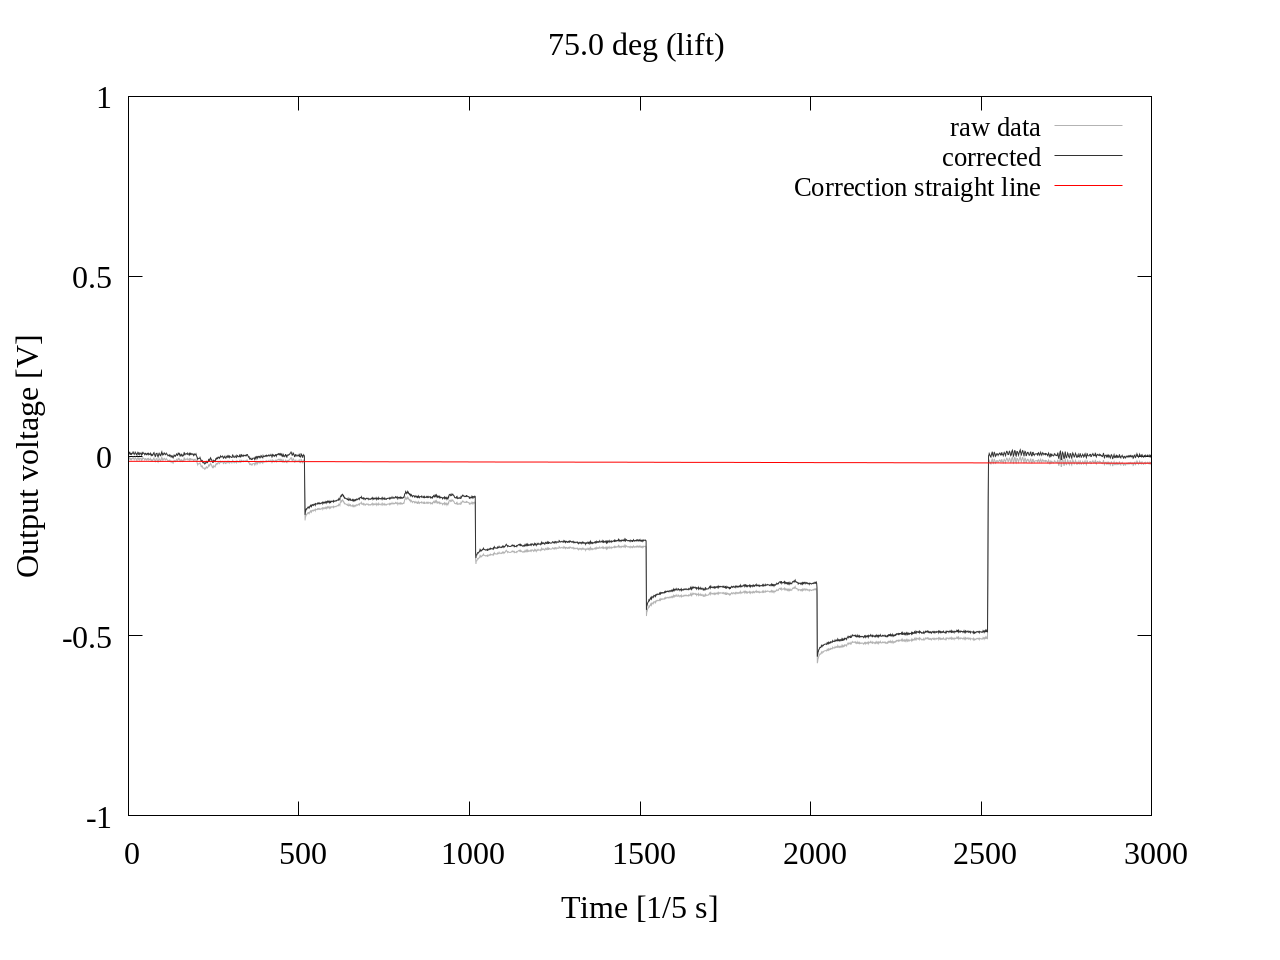 75.0 deg (lift)
1
0.5
0
-0.5
-1
Output voltage [V]
raw data
corrected
Correction straight line
0 500 1000 1500 2000 2500 3000
Time [1/5 s]